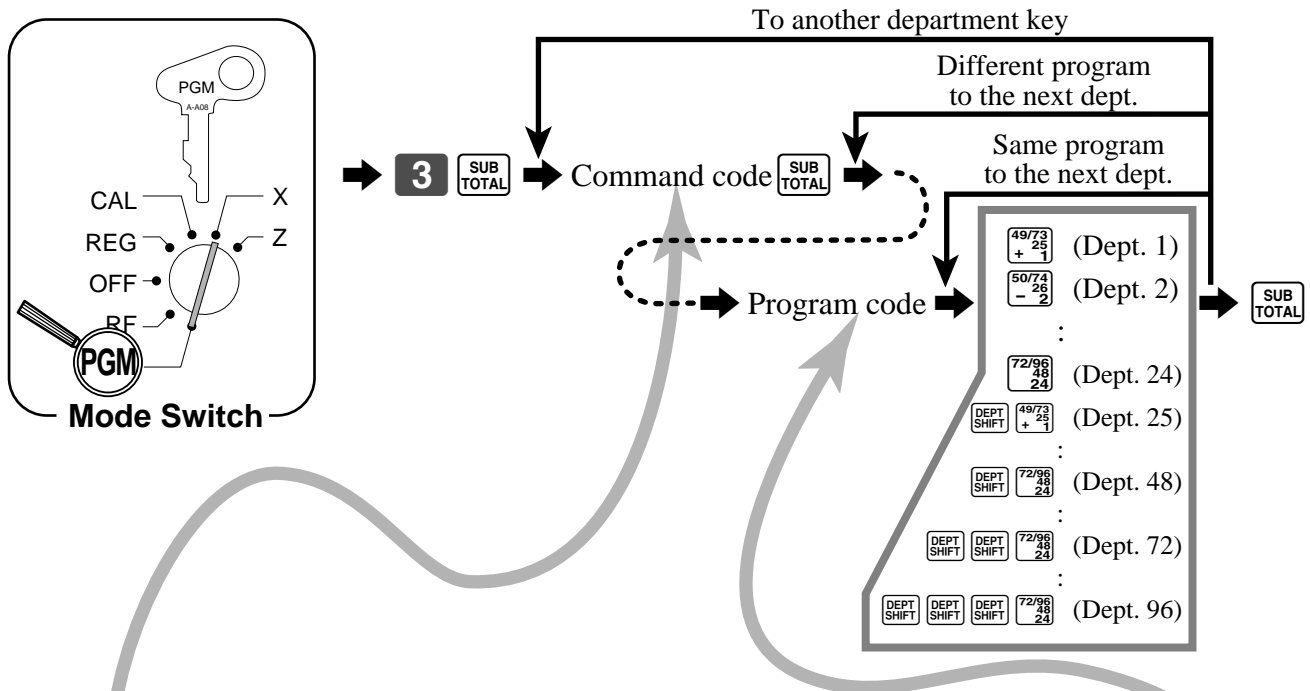 To another department key
Different program
to the next dept.
Same program
to the next dept.
PGM
A-A08
CAL
X
REG
Z
OFF
RF
PGM
Mode Switch
3 SUB TOTAL Command code SUB TOTAL
Program code
49/73 25 + 1 (Dept. 1)
50/74 26 – 2 (Dept. 2)
:
72/96 48 24 (Dept. 24)
DEPT SHIFT 49/73 25 + 1 (Dept. 25)
:
DEPT SHIFT 72/96 48 24 (Dept. 48)
:
DEPT SHIFT DEPT SHIFT 72/96 48 24 (Dept. 72)
:
DEPT SHIFT DEPT SHIFT DEPT SHIFT 72/96 48 24 (Dept. 96)
SUB TOTAL